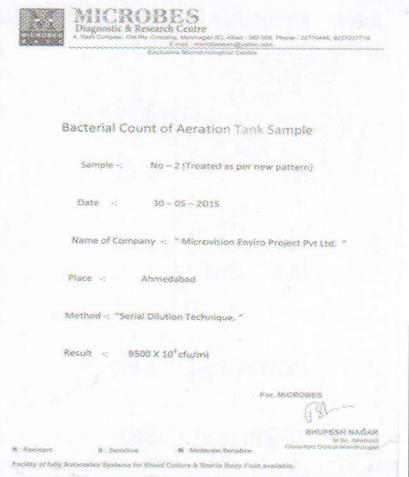 MICROBES
Diagnostic & Research Centre
Exclusive Microbiological Centre
MICROBES
Bacterial Count of Aeration Tank Sample
Sample -: No – 2 (Treated as per new pattern)
Date -: 30 – 05 – 2015
Name of Company -: " Microvision Enviro Project Pvt Ltd. "
Place -: Ahmedabad
Method -: "Serial Dilution Technique. "
Result -: 9500 X 10⁶ cfu/ml
For, MICROBES
BHUPESH NAGAR
M.Sc. (Medical)
Consultant Clinical Microbiologist
R : Resistant S : Sensitive M : Moderate Sensitive
Facility of fully Automated Systems for Blood Culture & Sterile Body Fluid available.